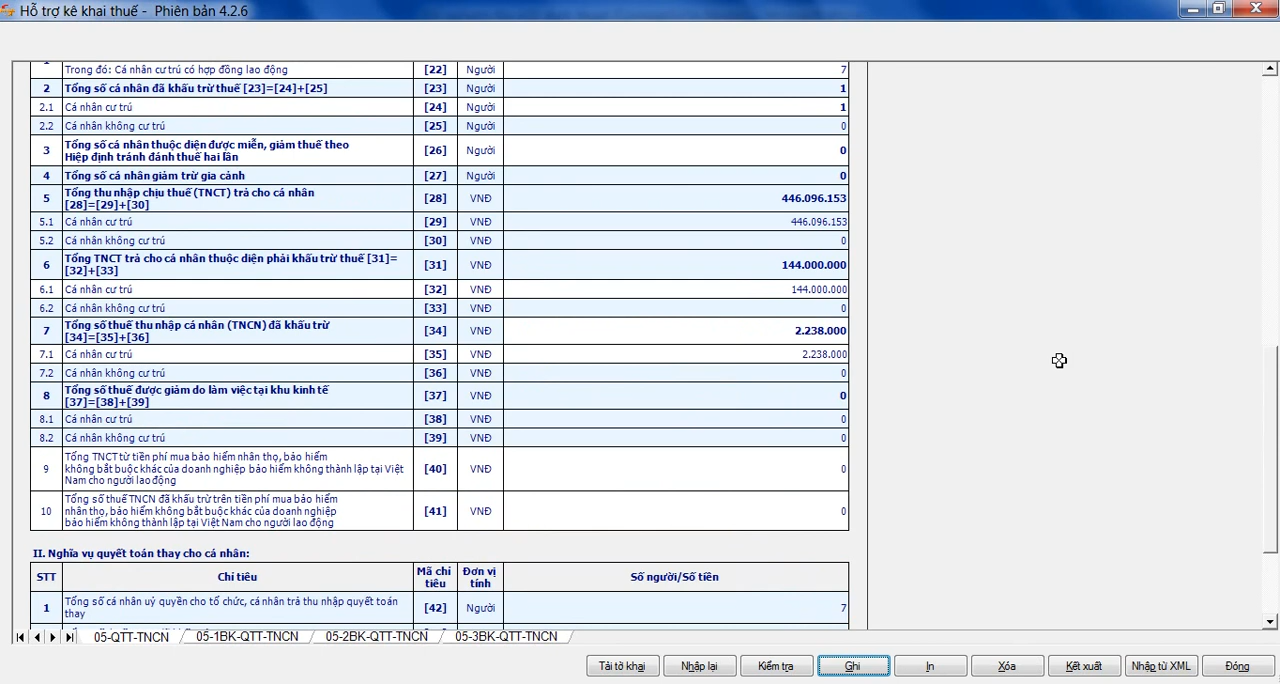 Hỗ trợ kê khai thuế - Phiên bản 4.2.6
Trong đó: Cá nhân cư trú có hợp đồng lao động [22] Người 7
2 Tổng số cá nhân đã khấu trừ thuế [23]=[24]+[25] [23] Người 1
2.1 Cá nhân cư trú [24] Người 1
2.2 Cá nhân không cư trú [25] Người 0
3 Tổng số cá nhân thuộc diện được miễn, giảm thuế theo
Hiệp định tránh đánh thuế hai lần [26] Người 0
4 Tổng số cá nhân giảm trừ gia cảnh [27] Người 0
5 Tổng thu nhập chịu thuế (TNCT) trả cho cá nhân
[28]=[29]+[30] [28] VNĐ 446.096.153
5.1 Cá nhân cư trú [29] VNĐ 446.096.153
5.2 Cá nhân không cư trú [30] VNĐ 0
6 Tổng TNCT trả cho cá nhân thuộc diện phải khấu trừ thuế [31]=
[32]+[33] [31] VNĐ 144.000.000
6.1 Cá nhân cư trú [32] VNĐ 144.000.000
6.2 Cá nhân không cư trú [33] VNĐ 0
7 Tổng số thuế thu nhập cá nhân (TNCN) đã khấu trừ
[34]=[35]+[36] [34] VNĐ 2.238.000
7.1 Cá nhân cư trú [35] VNĐ 2.238.000
7.2 Cá nhân không cư trú [36] VNĐ 0
8 Tổng số thuế được giảm do làm việc tại khu kinh tế
[37]=[38]+[39] [37] VNĐ 0
8.1 Cá nhân cư trú [38] VNĐ 0
8.2 Cá nhân không cư trú [39] VNĐ 0
9 Tổng TNCT từ tiền phí mua bảo hiểm nhân thọ, bảo hiểm
không bắt buộc khác của doanh nghiệp bảo hiểm không thành lập tại Việt
Nam cho người lao động [40] VNĐ 0
10 Tổng số thuế TNCN đã khấu trừ trên tiền phí mua bảo hiểm
nhân thọ, bảo hiểm không bắt buộc khác của doanh nghiệp
bảo hiểm không thành lập tại Việt Nam cho người lao động [41] VNĐ 0
II. Nghĩa vụ quyết toán thay cho cá nhân:
STT Chỉ tiêu Mã chỉ tiêu Đơn vị tính Số người/Số tiền
1 Tổng số cá nhân uỷ quyền cho tổ chức, cá nhân trả thu nhập quyết toán
thay [42] Người 7
05-QTT-TNCN 05-1BK-QTT-TNCN 05-2BK-QTT-TNCN 05-3BK-QTT-TNCN
Tải tờ khai Nhập lại Kiểm tra Ghi In Xóa Kết xuất Nhập từ XML Đóng